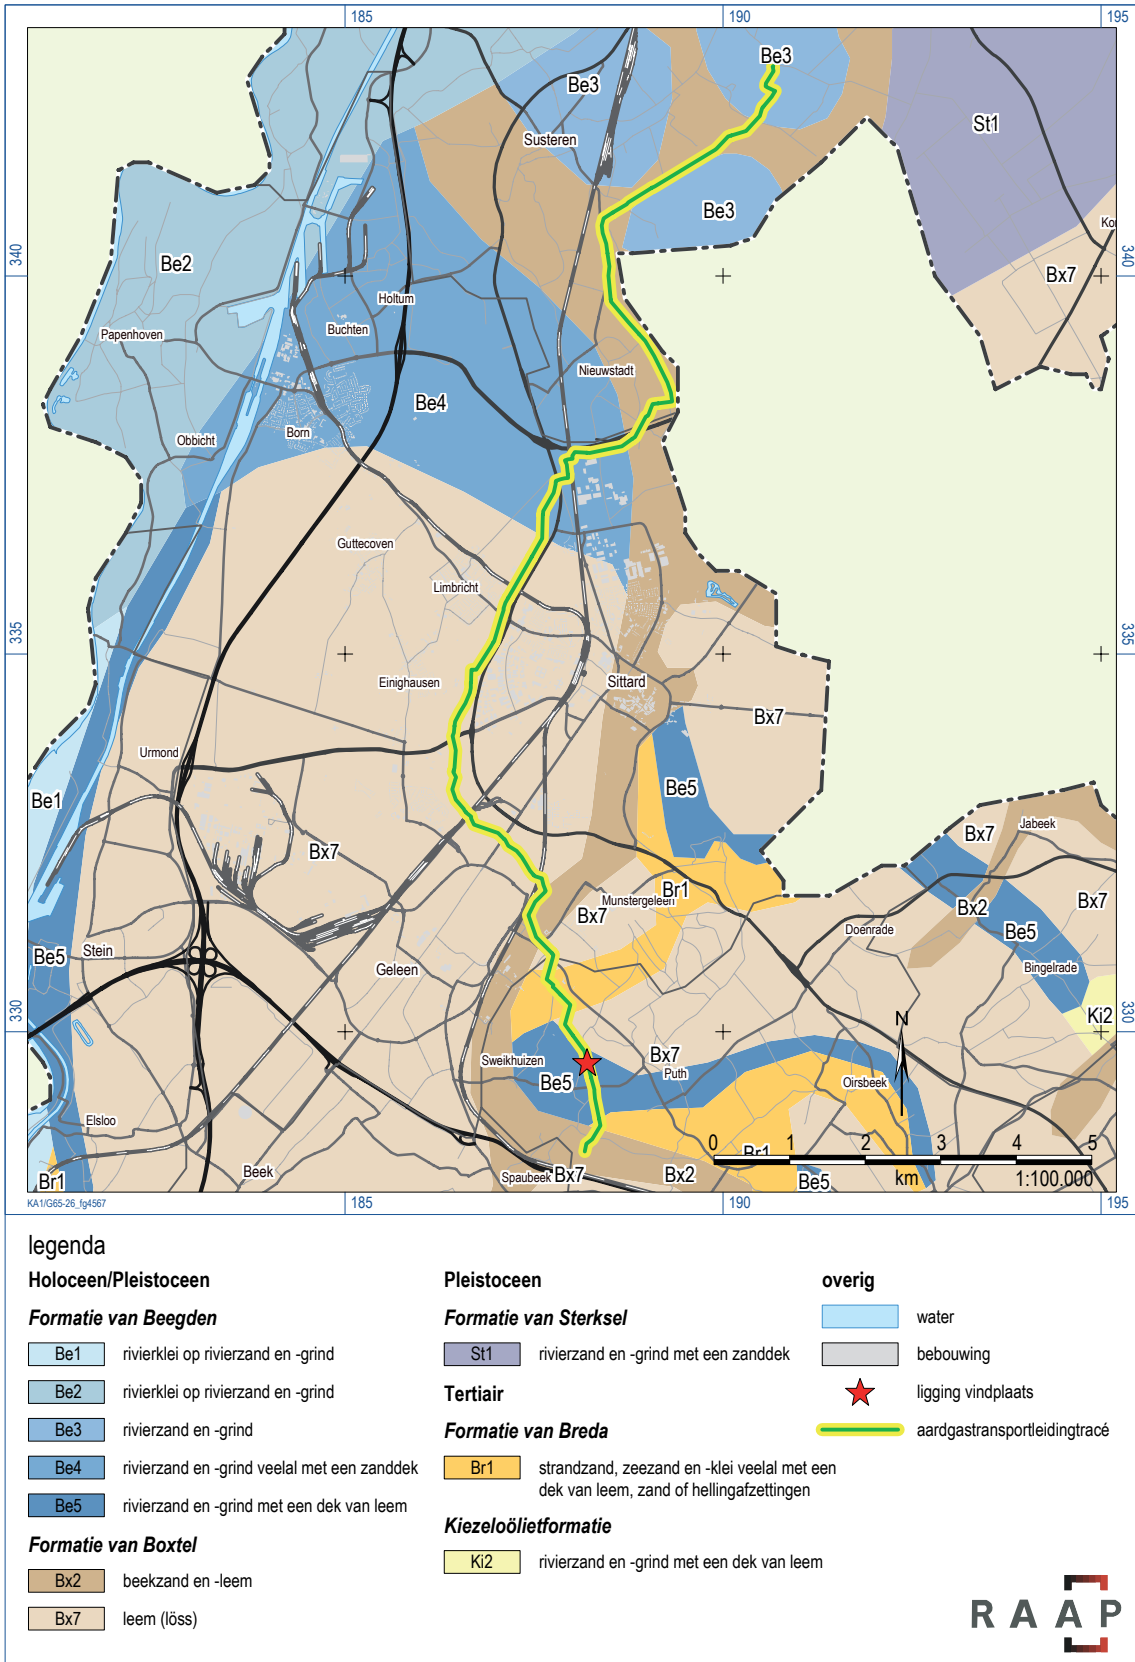 185
190
195
Be3
Be3
St1
Susteren
Be3
Kon
340
340
Be2
Bx7
Holtum
Papenhoven
Buchten
Nieuwstadt
Be4
Obbicht
Born
Guttecoven
Limbricht
335
335
Einighausen
Sittard
Bx7
Urmond
Be5
Be1
Bx7
Jabeek
Bx7
Br1
Munstergeleen
Bx7
Bx7
Bx2
Doenrade
Be5
Stein
Be5
Geleen
Bingelrade
330
Ki2
330
N
Sweikhuizen
Bx7
Puth
Be5
Oirsbeek
Elsloo
0 1 2 3 4 5
Br1
Beek
Br1
Spaubeek
Bx7
Bx2
Be5
km
1:100.000
KA1/G65-26_fg4567
185
190
195
legenda
Holoceen/Pleistoceen
Formatie van Beegden
Be1 rivierklei op rivierzand en -grind
Be2 rivierklei op rivierzand en -grind
Be3 rivierzand en -grind
Be4 rivierzand en -grind veelal met een zanddek
Be5 rivierzand en -grind met een dek van leem
Formatie van Boxtel
Bx2 beekzand en -leem
Bx7 leem (löss)
Pleistoceen
Formatie van Sterksel
St1 rivierzand en -grind met een zanddek
Tertiair
Formatie van Breda
Br1 strandzand, zeezand en -klei veelal met een
dek van leem, zand of hellingafzettingen
Kiezeloölietformatie
Ki2 rivierzand en -grind met een dek van leem
overig
water
bebouwing
ligging vindplaats
aardgastransportleidingtracé
RAAP